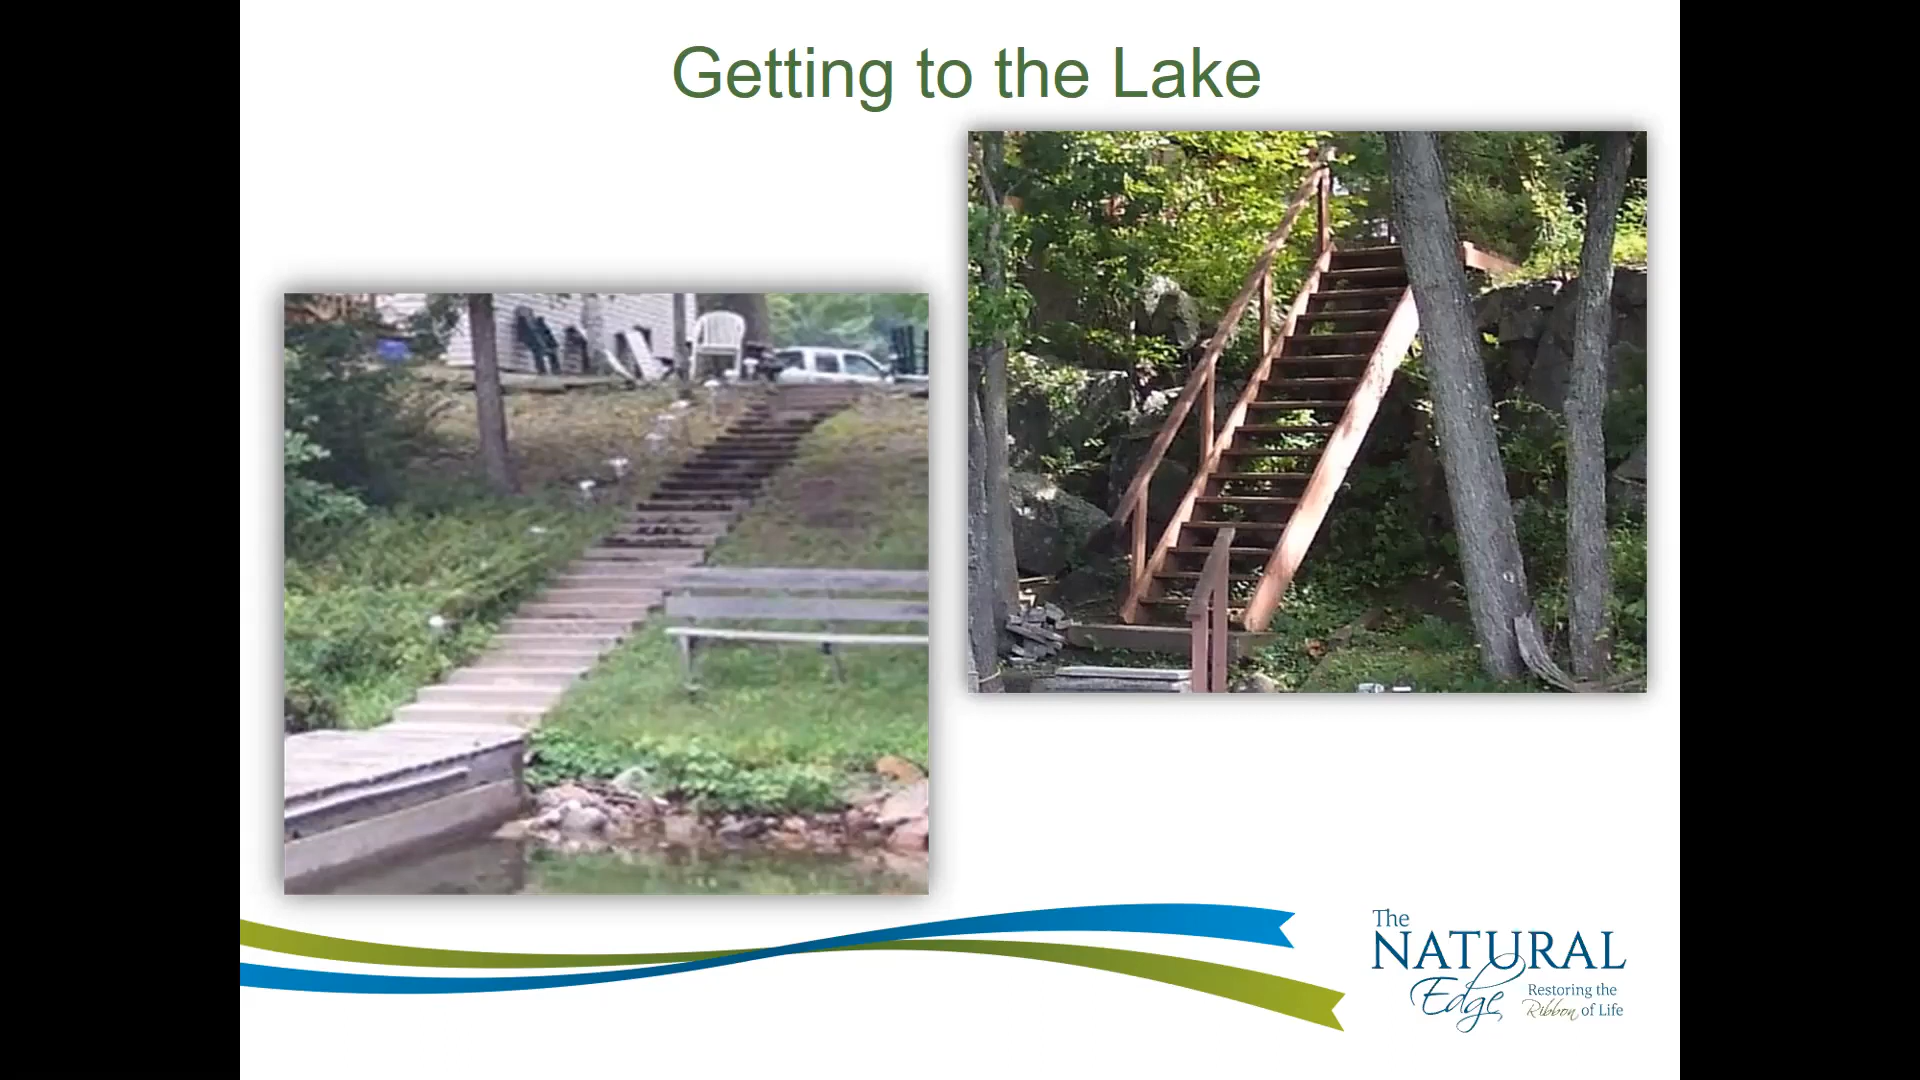 Getting to the Lake
The
NATURAL
Edge
Restoring the
Ribbon of Life